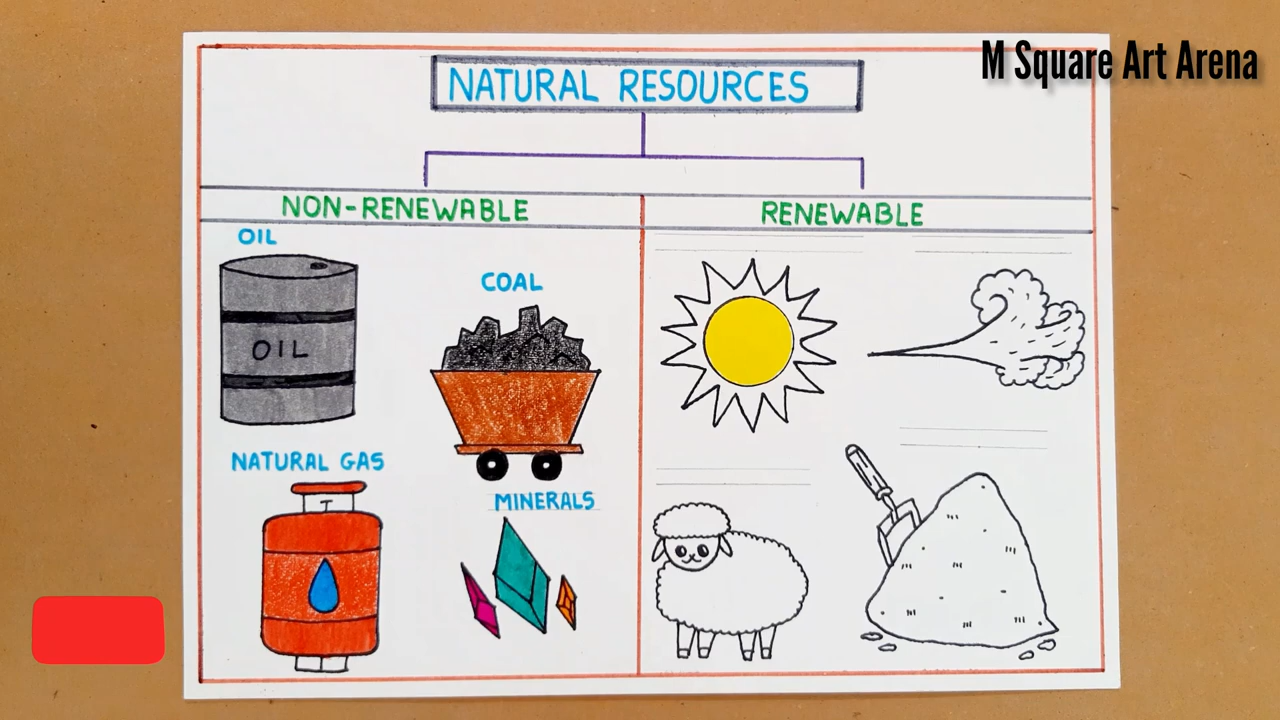 M Square Art Arena
NATURAL RESOURCES
NON-RENEWABLE
RENEWABLE
OIL
OIL
COAL
NATURAL GAS
MINERALS